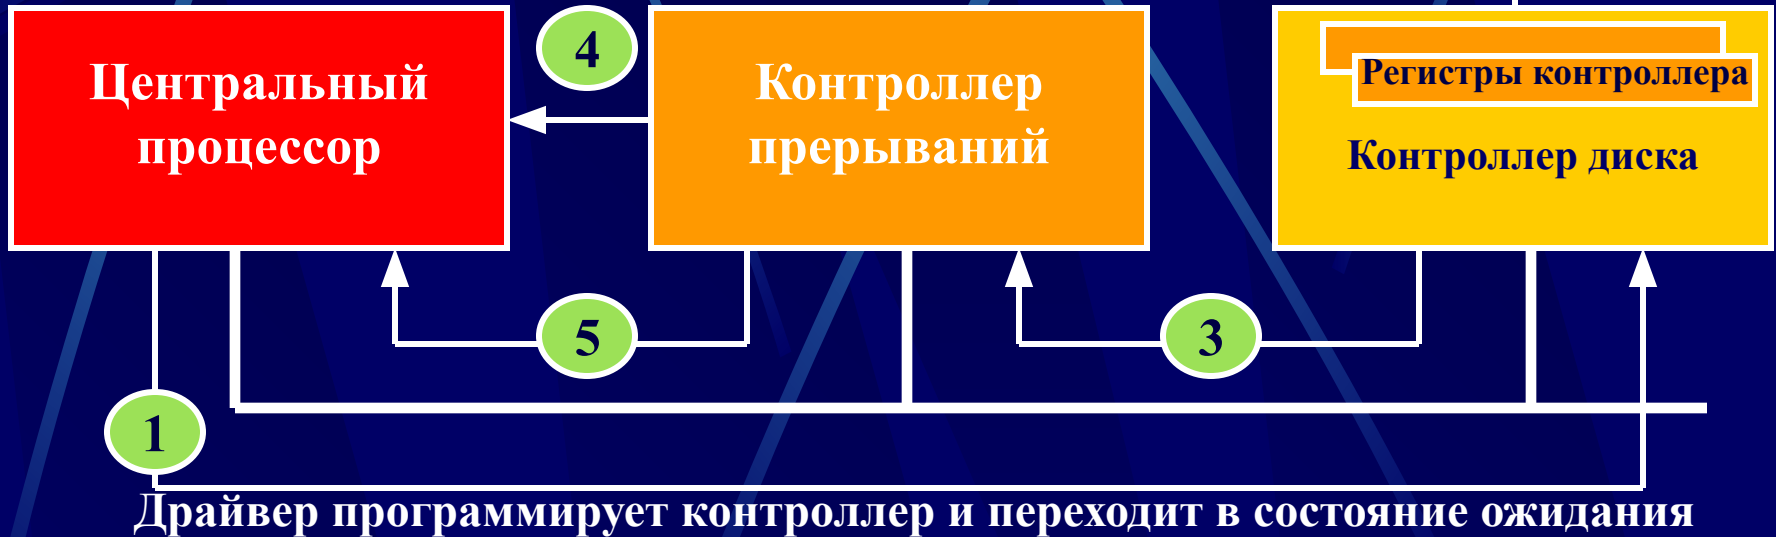 Центральный
процессор
4
Контроллер
прерываний
Регистры контроллера
Контроллер диска
5
3
1
Драйвер программирует контроллер и переходит в состояние ожидания